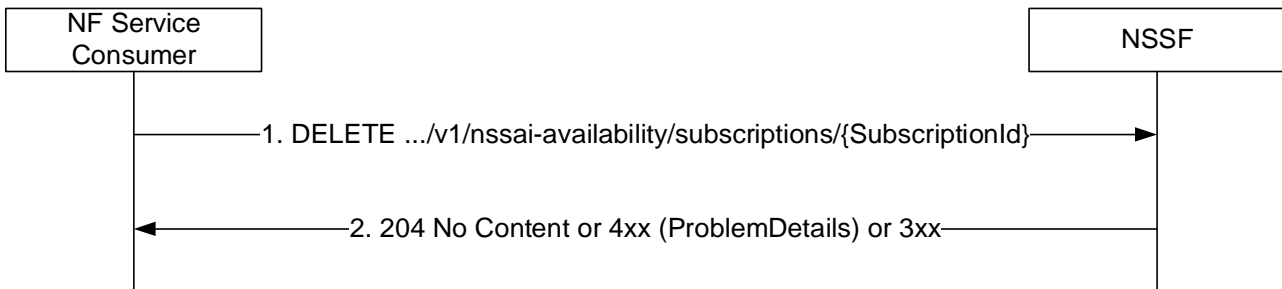 NF Service
Consumer
NSSF
1. DELETE .../v1/nssai-availability/subscriptions/{SubscriptionId}
2. 204 No Content or 4xx (ProblemDetails) or 3xx